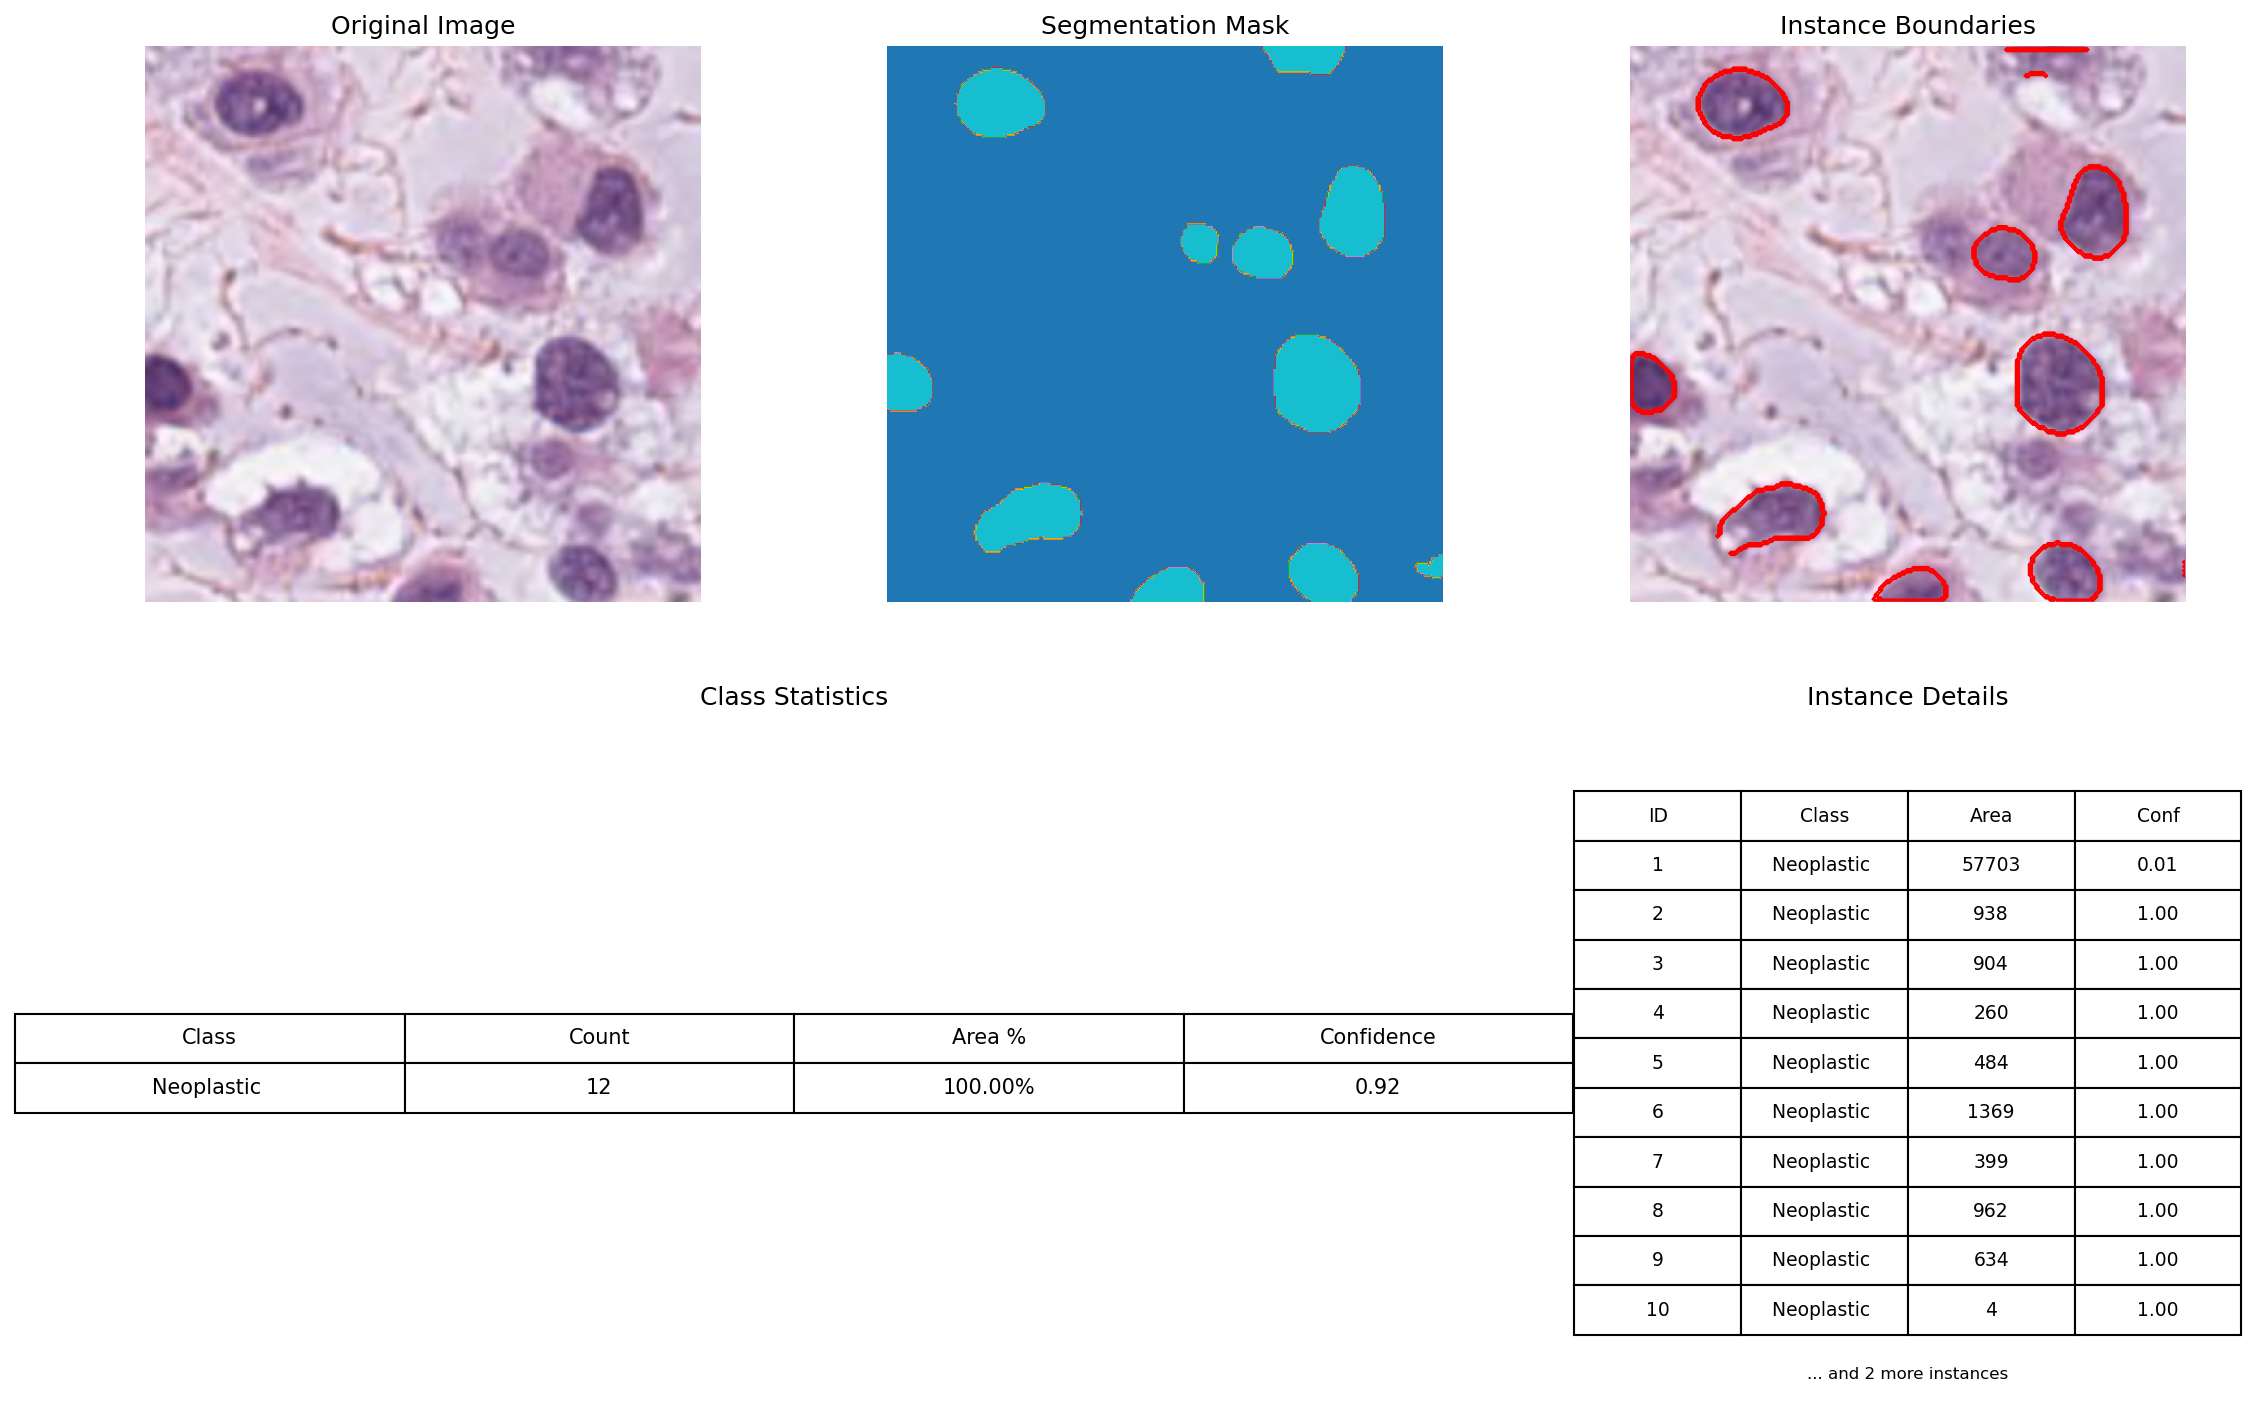 Original Image
Segmentation Mask
Instance Boundaries
Class Statistics
Class Count Area % Confidence
Neoplastic 12 100.00% 0.92
Instance Details
ID Class Area Conf
1 Neoplastic 57703 0.01
2 Neoplastic 938 1.00
3 Neoplastic 904 1.00
4 Neoplastic 260 1.00
5 Neoplastic 484 1.00
6 Neoplastic 1369 1.00
7 Neoplastic 399 1.00
8 Neoplastic 962 1.00
9 Neoplastic 634 1.00
10 Neoplastic 4 1.00
... and 2 more instances